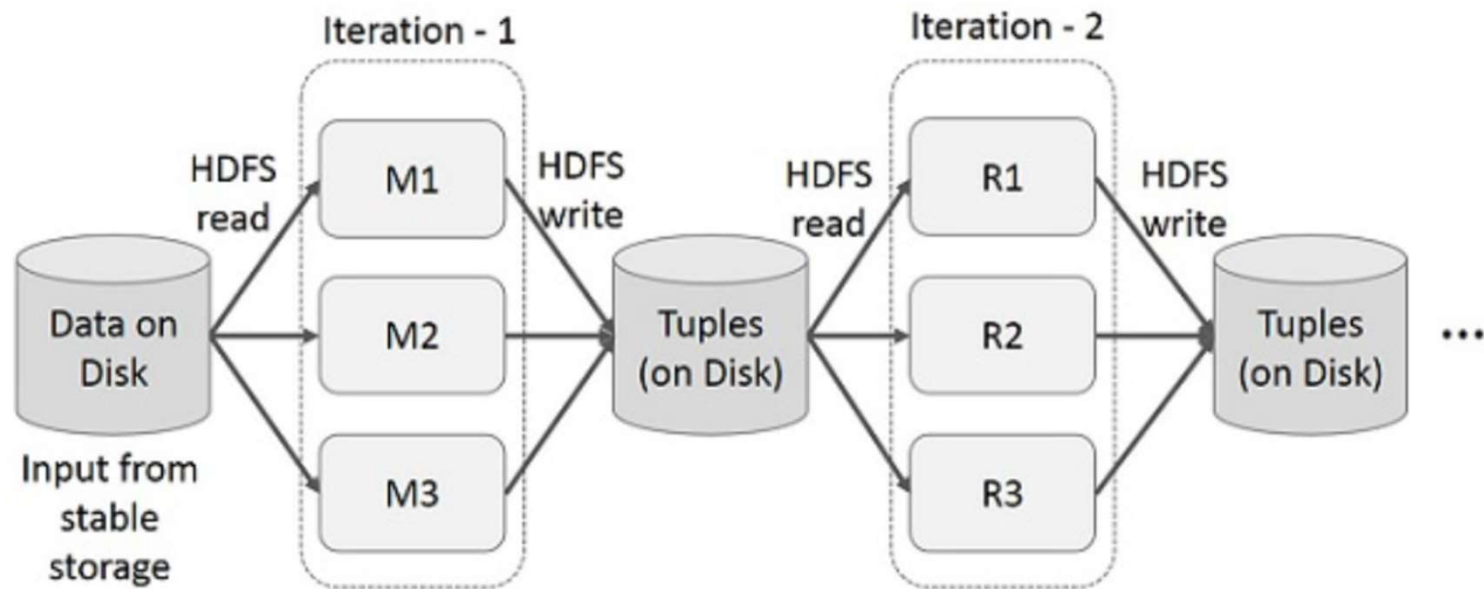 Iteration - 1
Iteration - 2
HDFS
read
M1
M2
M3
HDFS
write
HDFS
read
R1
R2
R3
HDFS
write
Data on
Disk
Input from
stable
storage
Tuples
(on Disk)
Tuples
(on Disk)
...